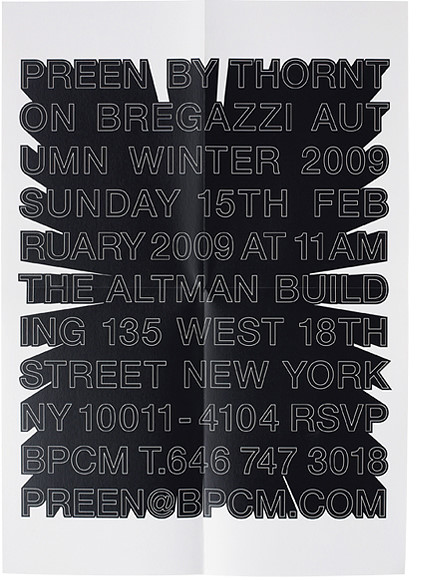 PREEN BY THORNT
ON BREGAZZI AUT
UMN WINTER 2009
SUNDAY 15TH FEB
RUARY 2009 AT 11AM
THE ALTMAN BUILD
ING 135 WEST 18TH
STREET NEW YORK
NY 10011-4104 RSVP
BPCM T.646 747 3018
PREEN@BPCM.COM